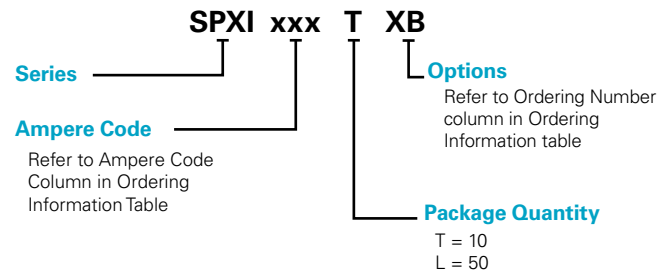 SPXI xxx T XB
Series
Ampere Code
Refer to Ampere Code
Column in Ordering
Information Table
Options
Refer to Ordering Number
column in Ordering
Information table
Package Quantity
T = 10
L = 50